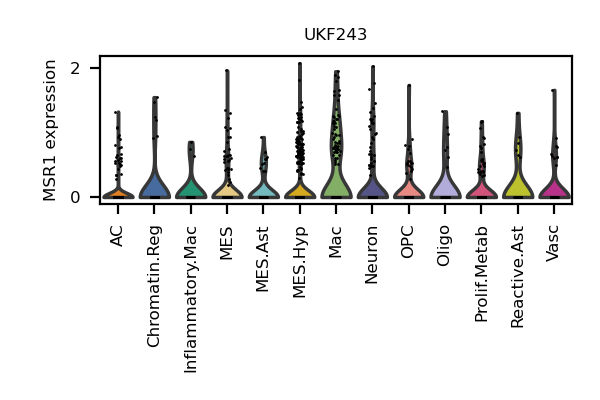 UKF243
MSR1 expression
2
0
AC
Chromatin.Reg
Inflammatory.Mac
MES
MES.Ast
MES.Hyp
Mac
Neuron
OPC
Oligo
Prolif.Metab
Reactive.Ast
Vasc